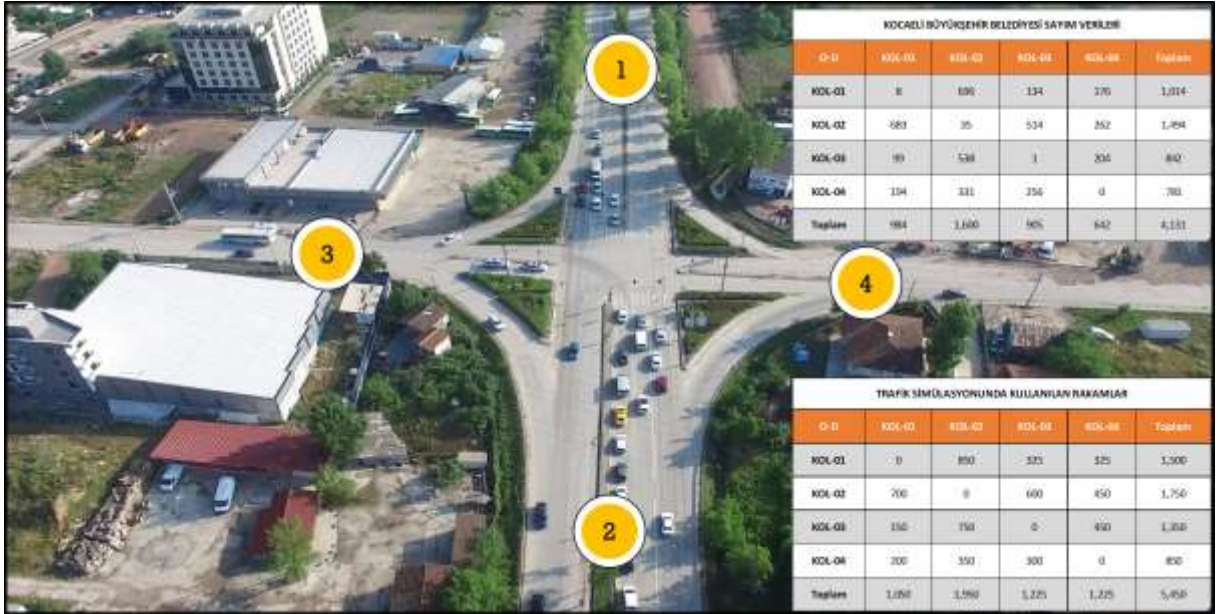 KOCAELİ BÜYÜKŞEHİR BELEDİYESİ SAYIM VERİLERİ
O-D KOL-01 KOL-02 KOL-03 KOL-04 Toplam
KOL-01 8 696 134 176 1,014
KOL-02 683 35 514 262 1,494
KOL-03 99 538 1 204 842
KOL-04 194 331 256 0 781
Toplam 984 1,600 905 642 4,131
1
3
4
2
TRAFİK SİMÜLASYONUNDA KULLANILAN RAKAMLAR
O-D KOL-01 KOL-02 KOL-03 KOL-04 Toplam
KOL-01 0 850 325 325 1,500
KOL-02 700 0 600 450 1,750
KOL-03 150 750 0 450 1,350
KOL-04 200 350 300 0 850
Toplam 1,050 1,950 1,225 1,225 5,450